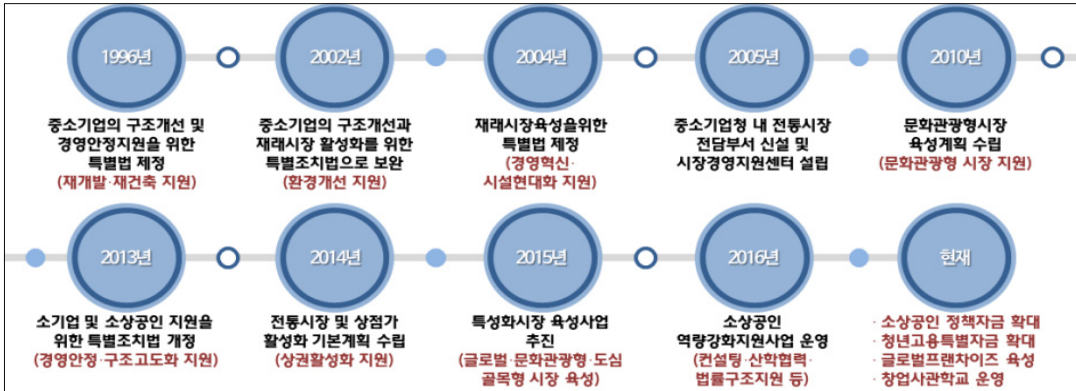 1996년
중소기업의 구조개선 및
경영안정지원을 위한
특별법 제정
(재개발·재건축 지원)
2002년
중소기업의 구조개선과
재래시장 활성화를 위한
특별조치법으로 보완
(환경개선 지원)
2004년
재래시장육성을위한
특별법 제정
(경영혁신·
시설현대화 지원)
2005년
중소기업청 내 전통시장
전담부서 신설 및
시장경영지원센터 설립
2010년
문화관광형시장
육성계획 수립
(문화관광형 시장 지원)
2013년
소기업 및 소상공인 지원을
위한 특별조치법 개정
(경영안정·구조고도화 지원)
2014년
전통시장 및 상점가
활성화 기본계획 수립
(상권활성화 지원)
2015년
특성화시장 육성사업
추진
(글로벌·문화관광형·도심
골목형 시장 육성)
2016년
소상공인
역량강화지원사업 운영
(컨설팅·산학협력·
법률구조지원 등)
현재
· 소상공인 정책자금 확대
· 청년고용특별자금 확대
· 글로벌프랜차이즈 육성
· 창업사관학교 운영